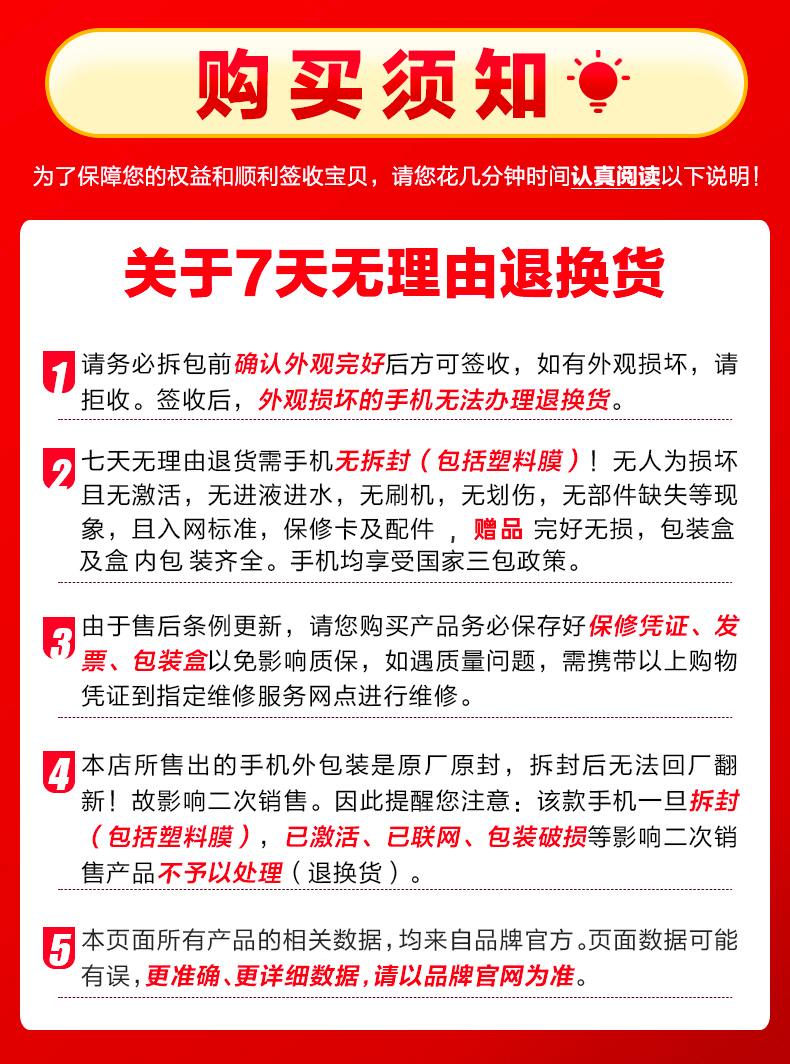 购买须知
为了保障您的权益和顺利签收宝贝，请您花几分钟时间认真阅读以下说明！
关于7天无理由退换货
1 请务必拆包前确认外观完好后方可签收，如有外观损坏，请
拒收。签收后，外观损坏的手机无法办理退换货。
2 七天无理由退货需手机无拆封（包括塑料膜）！无人为损坏
且无激活，无进液进水，无刷机，无划伤，无部件缺失等现
象，且入网标准，保修卡及配件 ，赠品 完好无损，包装盒
及盒内包 装齐全。手机均享受国家三包政策。
3 由于售后条例更新，请您购买产品务必保存好保修凭证、发
票、包装盒以免影响质保，如遇质量问题，需携带以上购物
凭证到指定维修服务网点进行维修。
4 本店所售出的手机外包装是原厂原封，拆封后无法回厂翻
新！故影响二次销售。因此提醒您注意：该款手机一旦拆封
（包括塑料膜），已激活、已联网、包装破损等影响二次销
售产品不予以处理（退换货）。
5 本页面所有产品的相关数据，均来自品牌官方。页面数据可能
有误，更准确、更详细数据，请以品牌官网为准。